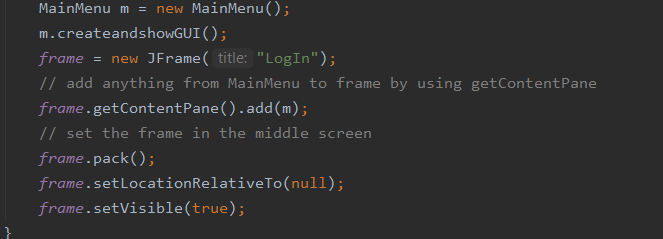 MainMenu m = new MainMenu();
m.createandshowGUI();
frame = new JFrame( title: "LogIn");
// add anything from MainMenu to frame by using getContentPane
frame.getContentPane().add(m);
// set the frame in the middle screen
frame.pack();
frame.setLocationRelativeTo(null);
frame.setVisible(true);
}